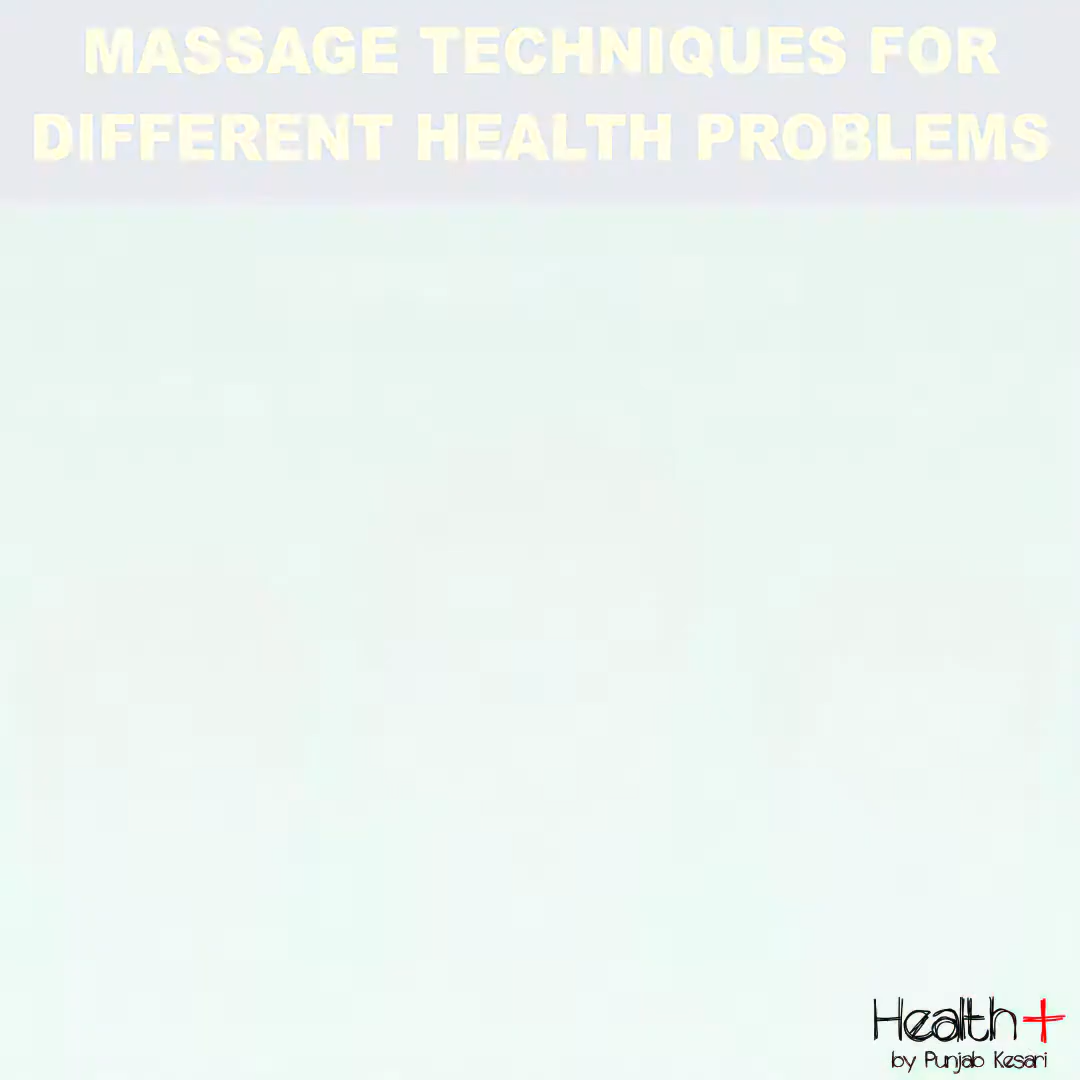 MASSAGE TECHNIQUES FOR
DIFFERENT HEALTH PROBLEMS
Health+
by Punjab Kesari